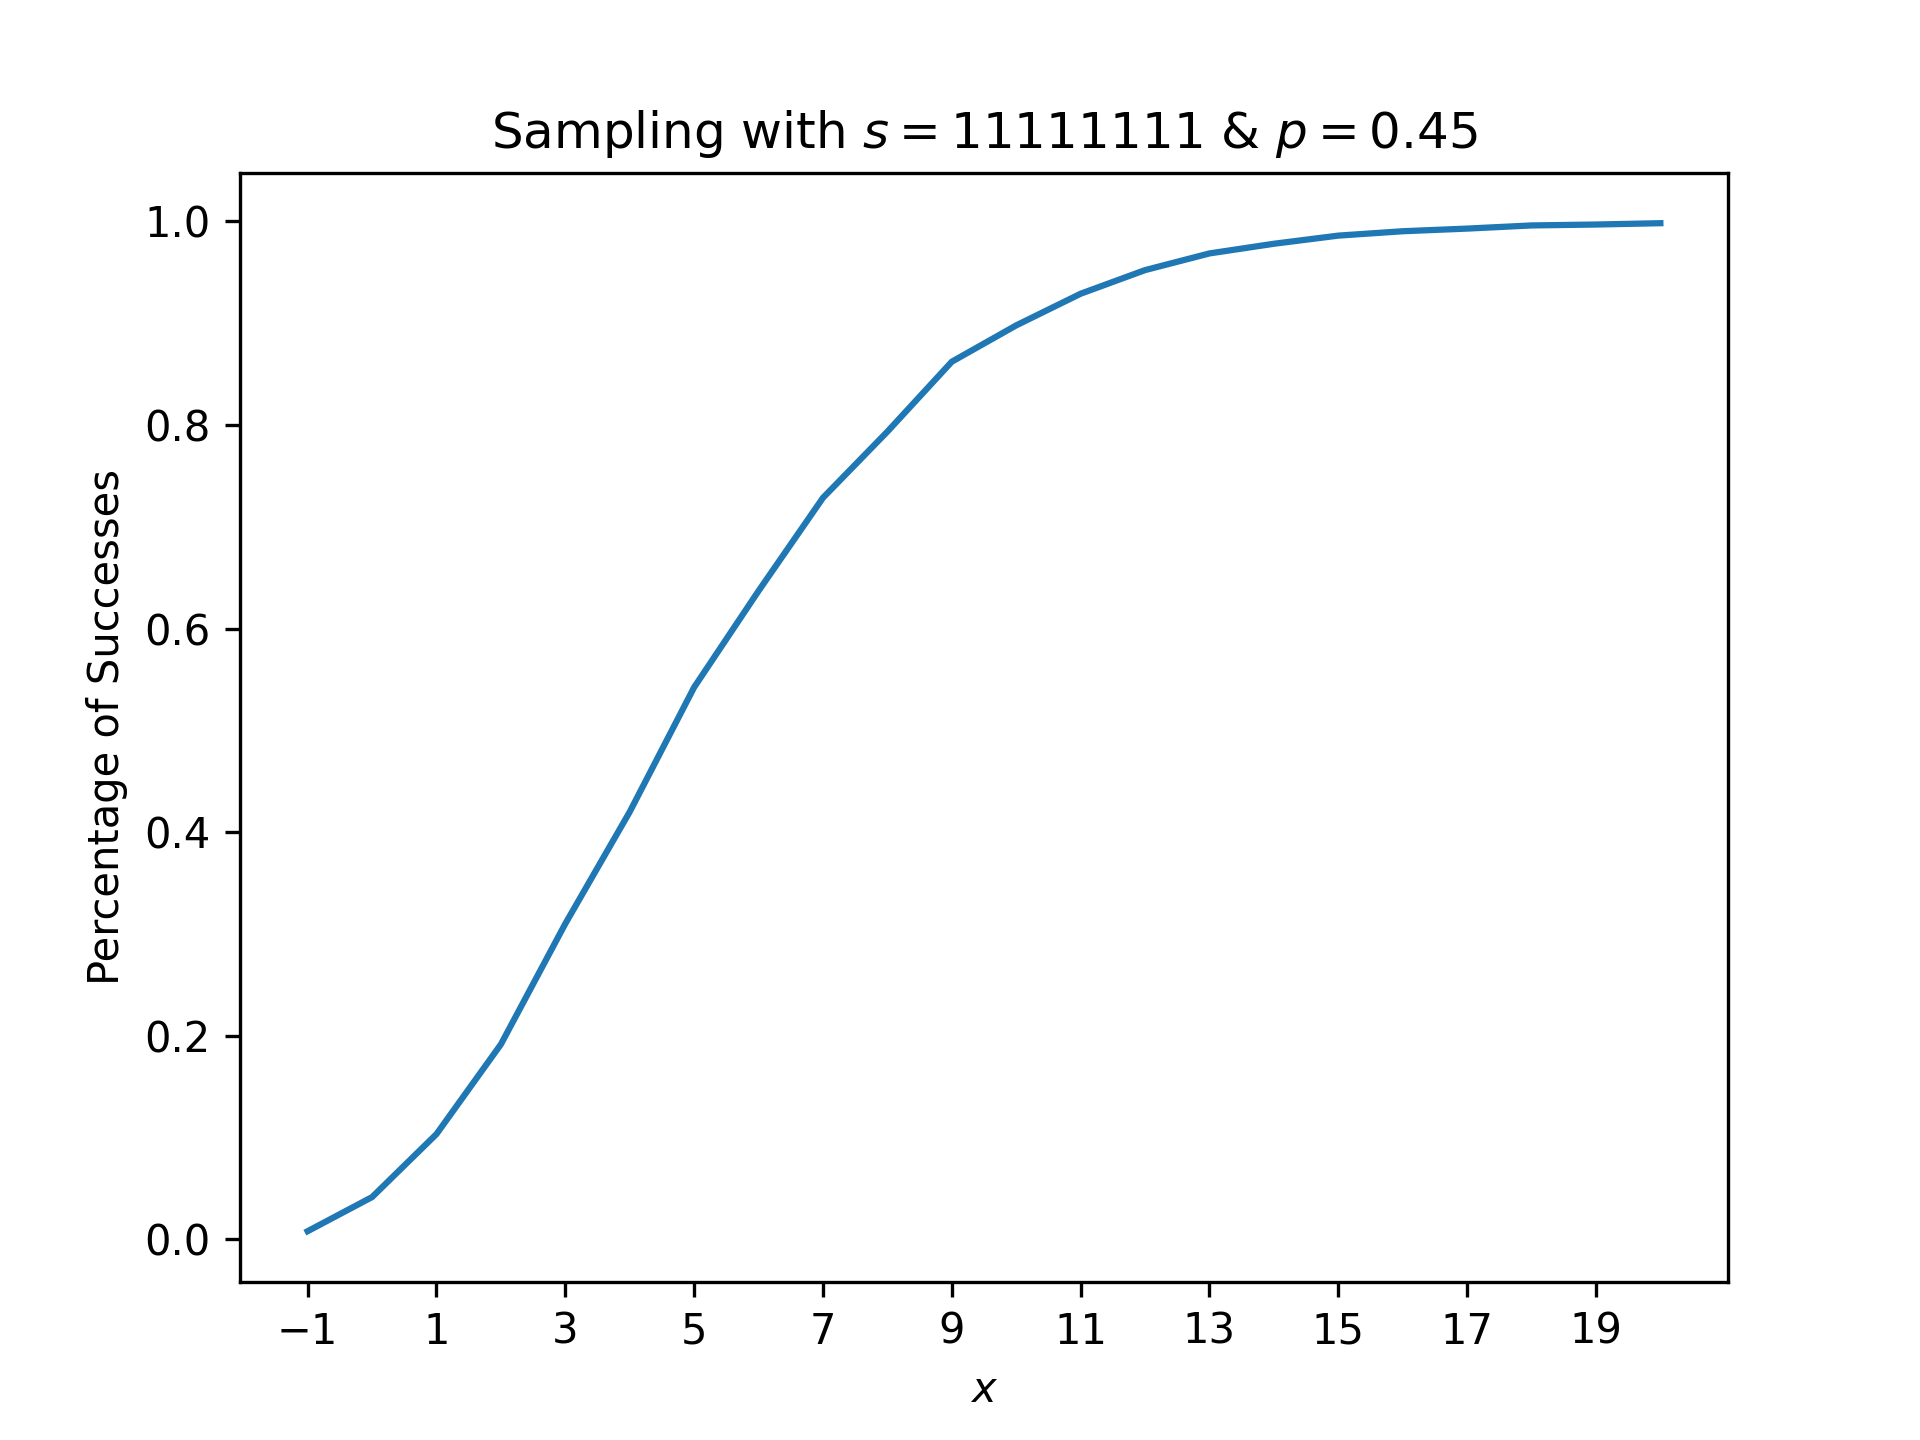 Sampling with s = 11111111 & p = 0.45
Percentage of Successes
1.0
0.8
0.6
0.4
0.2
0.0
−1 1 3 5 7 9 11 13 15 17 19
x